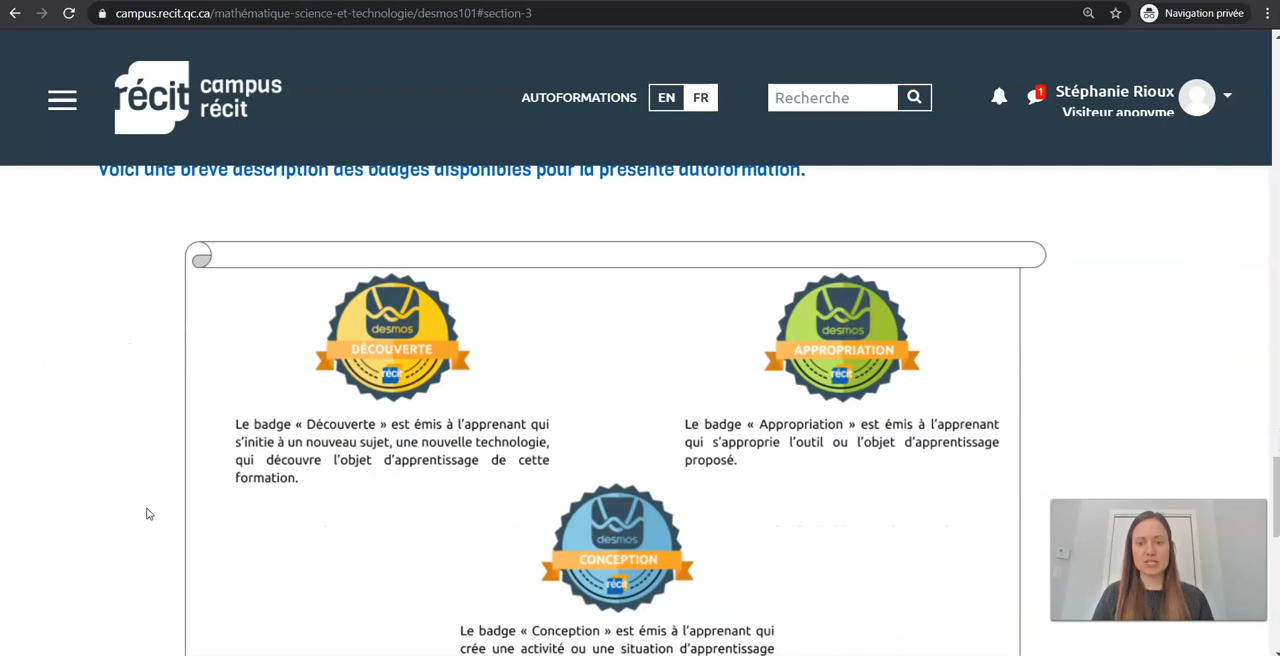 campus.recit.qc.ca/mathématique-science-et-technologie/desmos101#section-3
Navigation privée
récit
campus
récit
AUTOFORMATIONS
EN FR
Recherche
1
Stéphanie Rioux
Visiteur anonyme
Voici une brève description des badges disponibles pour la présente autoformation.
desmos
DÉCOUVERTE
récit
desmos
APPROPRIATION
récit
Le badge « Découverte » est émis à l'apprenant qui
s'initie à un nouveau sujet, une nouvelle technologie,
qui découvre l'objet d'apprentissage de cette
formation.
Le badge « Appropriation » est émis à l'apprenant
qui s'approprie l'outil ou l'objet d'apprentissage
proposé.
desmos
CONCEPTION
récit
Le badge « Conception » est émis à l'apprenant qui
crée une activité ou une situation d'apprentissage